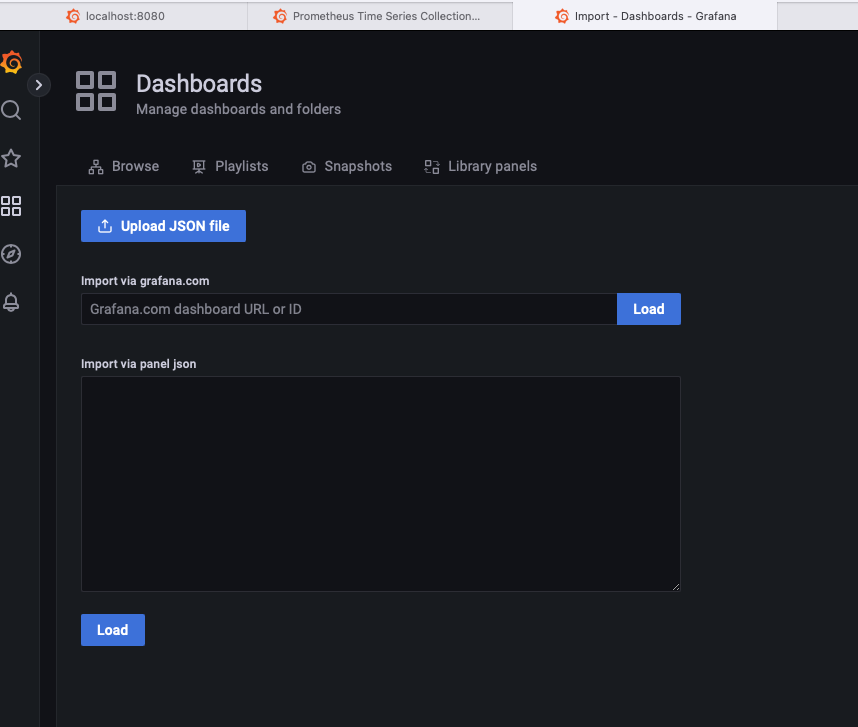 localhost:8080
Prometheus Time Series Collection...
Import - Dashboards - Grafana
Dashboards
Manage dashboards and folders
Browse
Playlists
Snapshots
Library panels
Upload JSON file
Import via grafana.com
Grafana.com dashboard URL or ID
Load
Import via panel json
Load